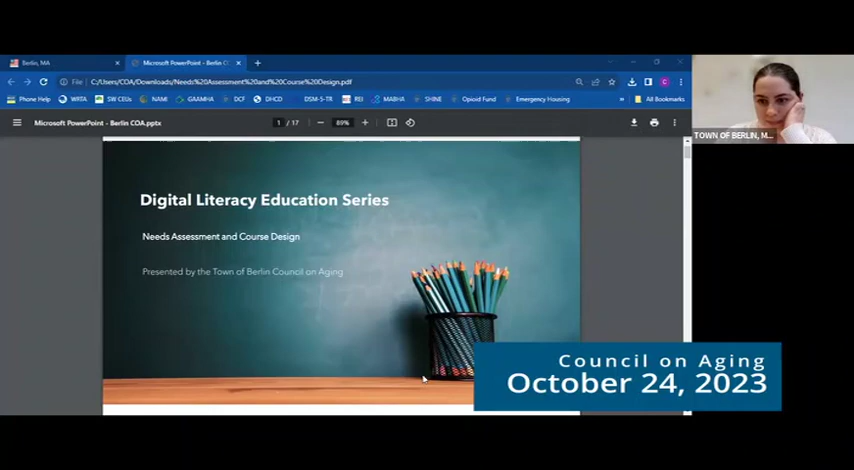 Berlin, MA
Microsoft PowerPoint - Berlin CO
File
C:/Users/COA/Downloads/Needs%20Assessment%20and%20Course%20Design.pdf
Phone Help
WRTA
SW CEUs
NAMI
GAAMHA
DCF
DHCD
DSM-5-TR
REI
MABHA
SHINE
Opioid Fund
Emergency Housing
»
All Bookmarks
Microsoft PowerPoint - Berlin COA.pptx
1 / 17
89%
TOWN OF BERLIN, M...
Digital Literacy Education Series
Needs Assessment and Course Design
Presented by the Town of Berlin Council on Aging
Council on Aging
October 24, 2023